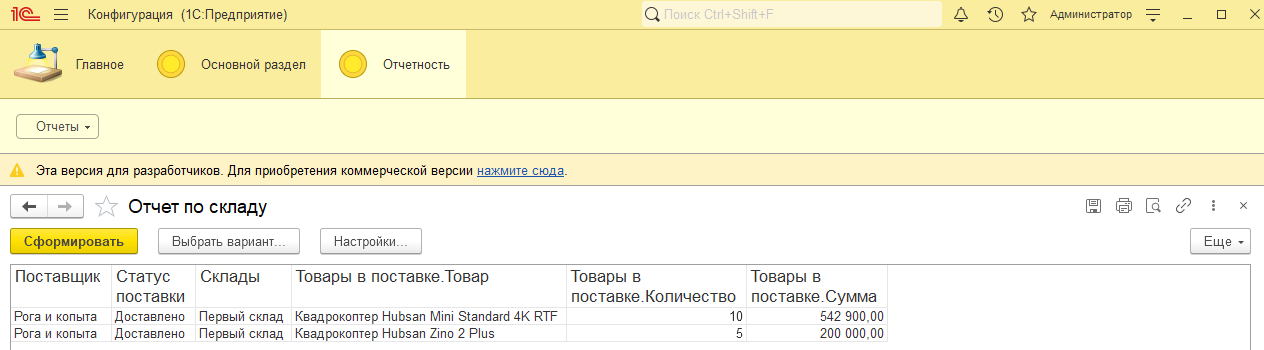 1С Конфигурация (1С:Предприятие) Поиск Ctrl+Shift+F Администратор
Главное Основной раздел Отчетность
Отчеты
Эта версия для разработчиков. Для приобретения коммерческой версии нажмите сюда.
Отчет по складу
Сформировать Выбрать вариант... Настройки... Еще
Поставщик Статус Склады Товары в поставке.Товар Товары в Товары в
поставки поставке.Количество поставке.Сумма
Рога и копыта Доставлено Первый склад Квадрокоптер Hubsan Mini Standard 4K RTF 10 542 900,00
Рога и копыта Доставлено Первый склад Квадрокоптер Hubsan Zino 2 Plus 5 200 000,00